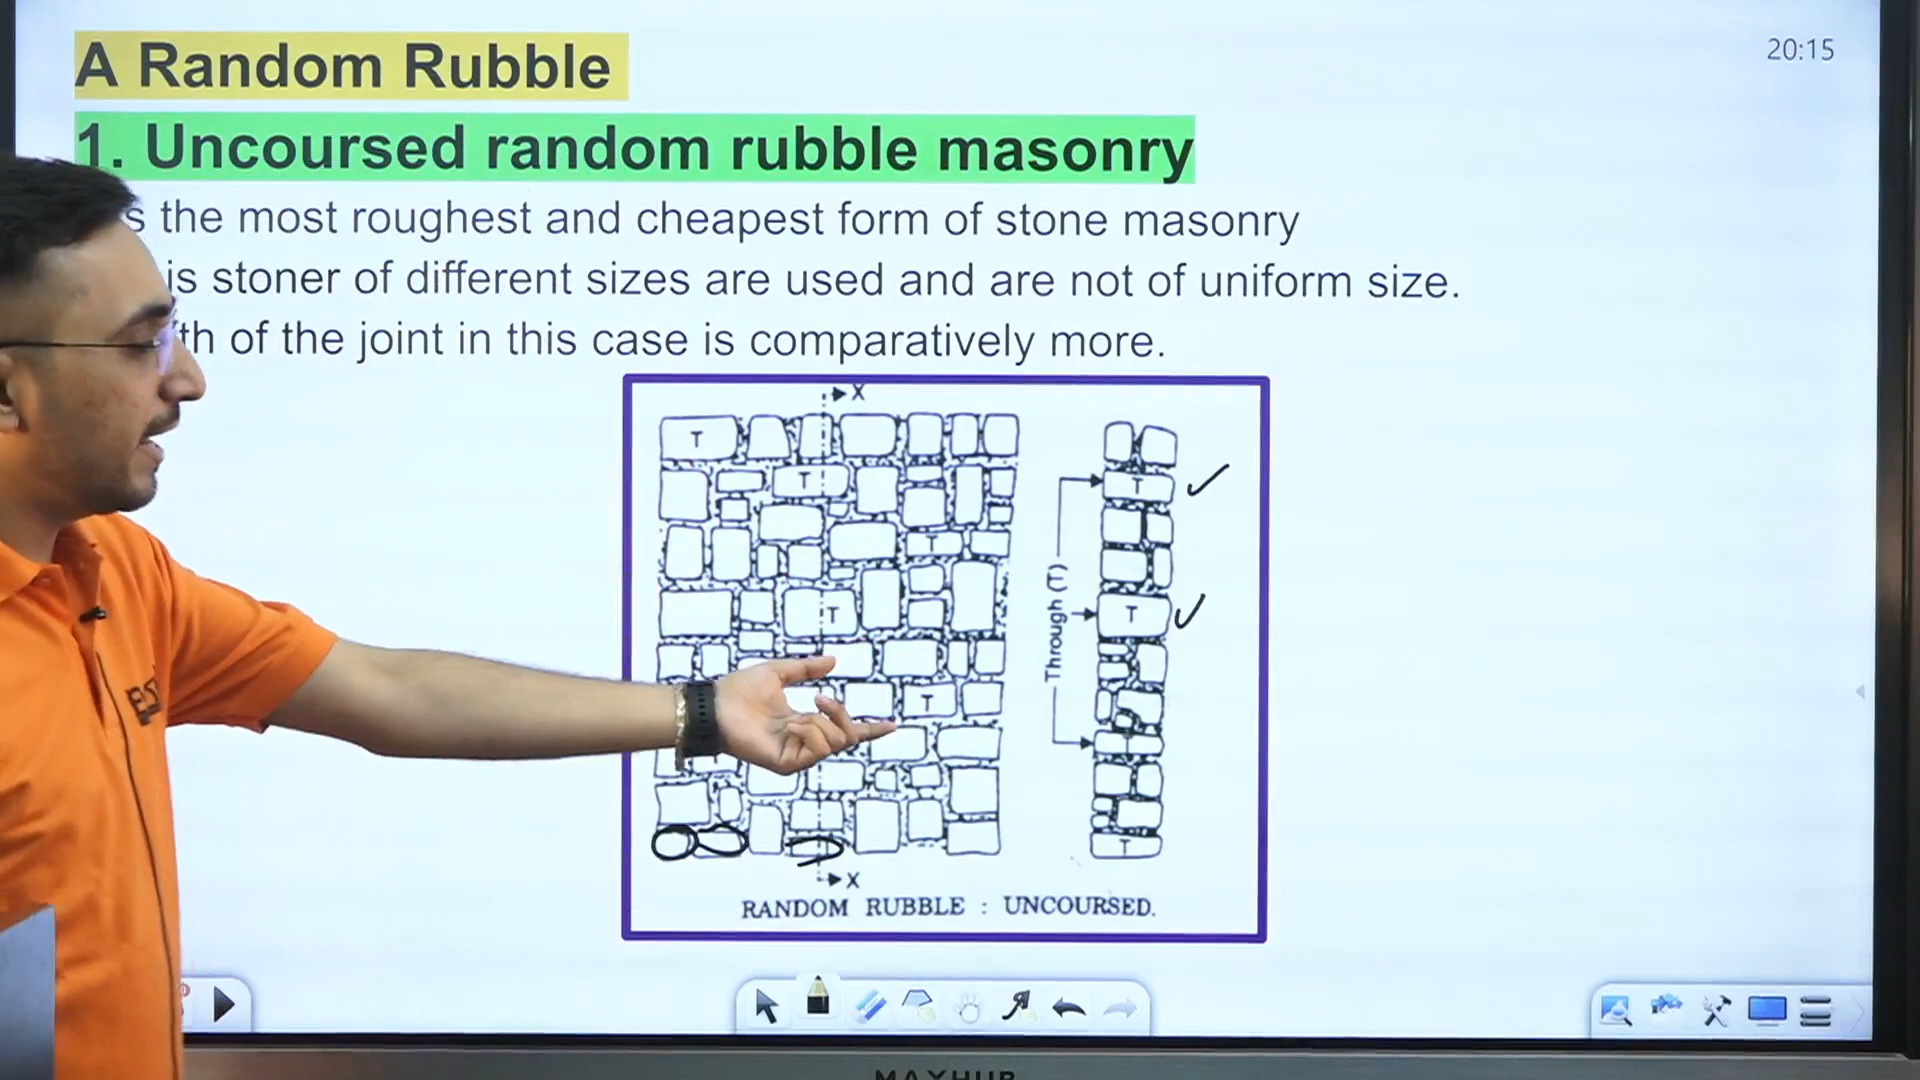 A Random Rubble
20:15
1. Uncoursed random rubble masonry
s the most roughest and cheapest form of stone masonry
is stoner of different sizes are used and are not of uniform size.
th of the joint in this case is comparatively more.
X
T
T
T
T
T
T
T
T
Through (T)
T
X
RANDOM RUBBLE : UNCOURSED.
MAXHUB